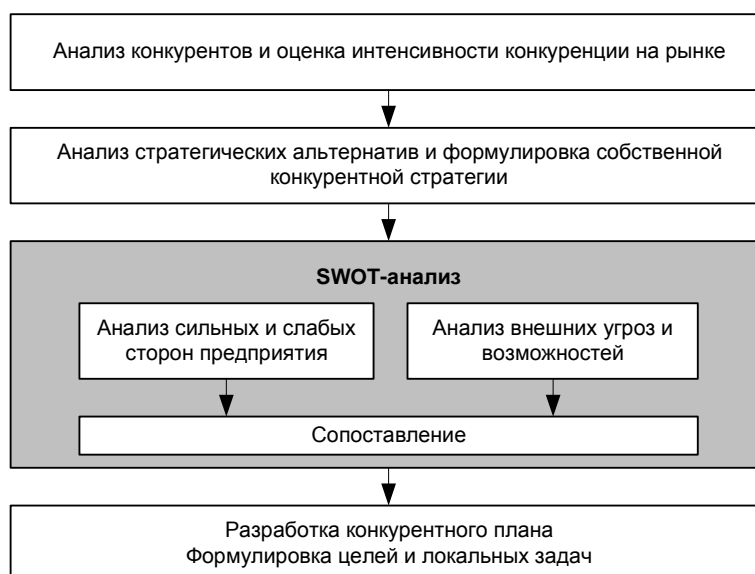 Анализ конкурентов и оценка интенсивности конкуренции на рынке
Анализ стратегических альтернатив и формулировка собственной
конкурентной стратегии
SWOT-анализ
Анализ сильных и слабых
сторон предприятия
Анализ внешних угроз и
возможностей
Сопоставление
Разработка конкурентного плана
Формулировка целей и локальных задач